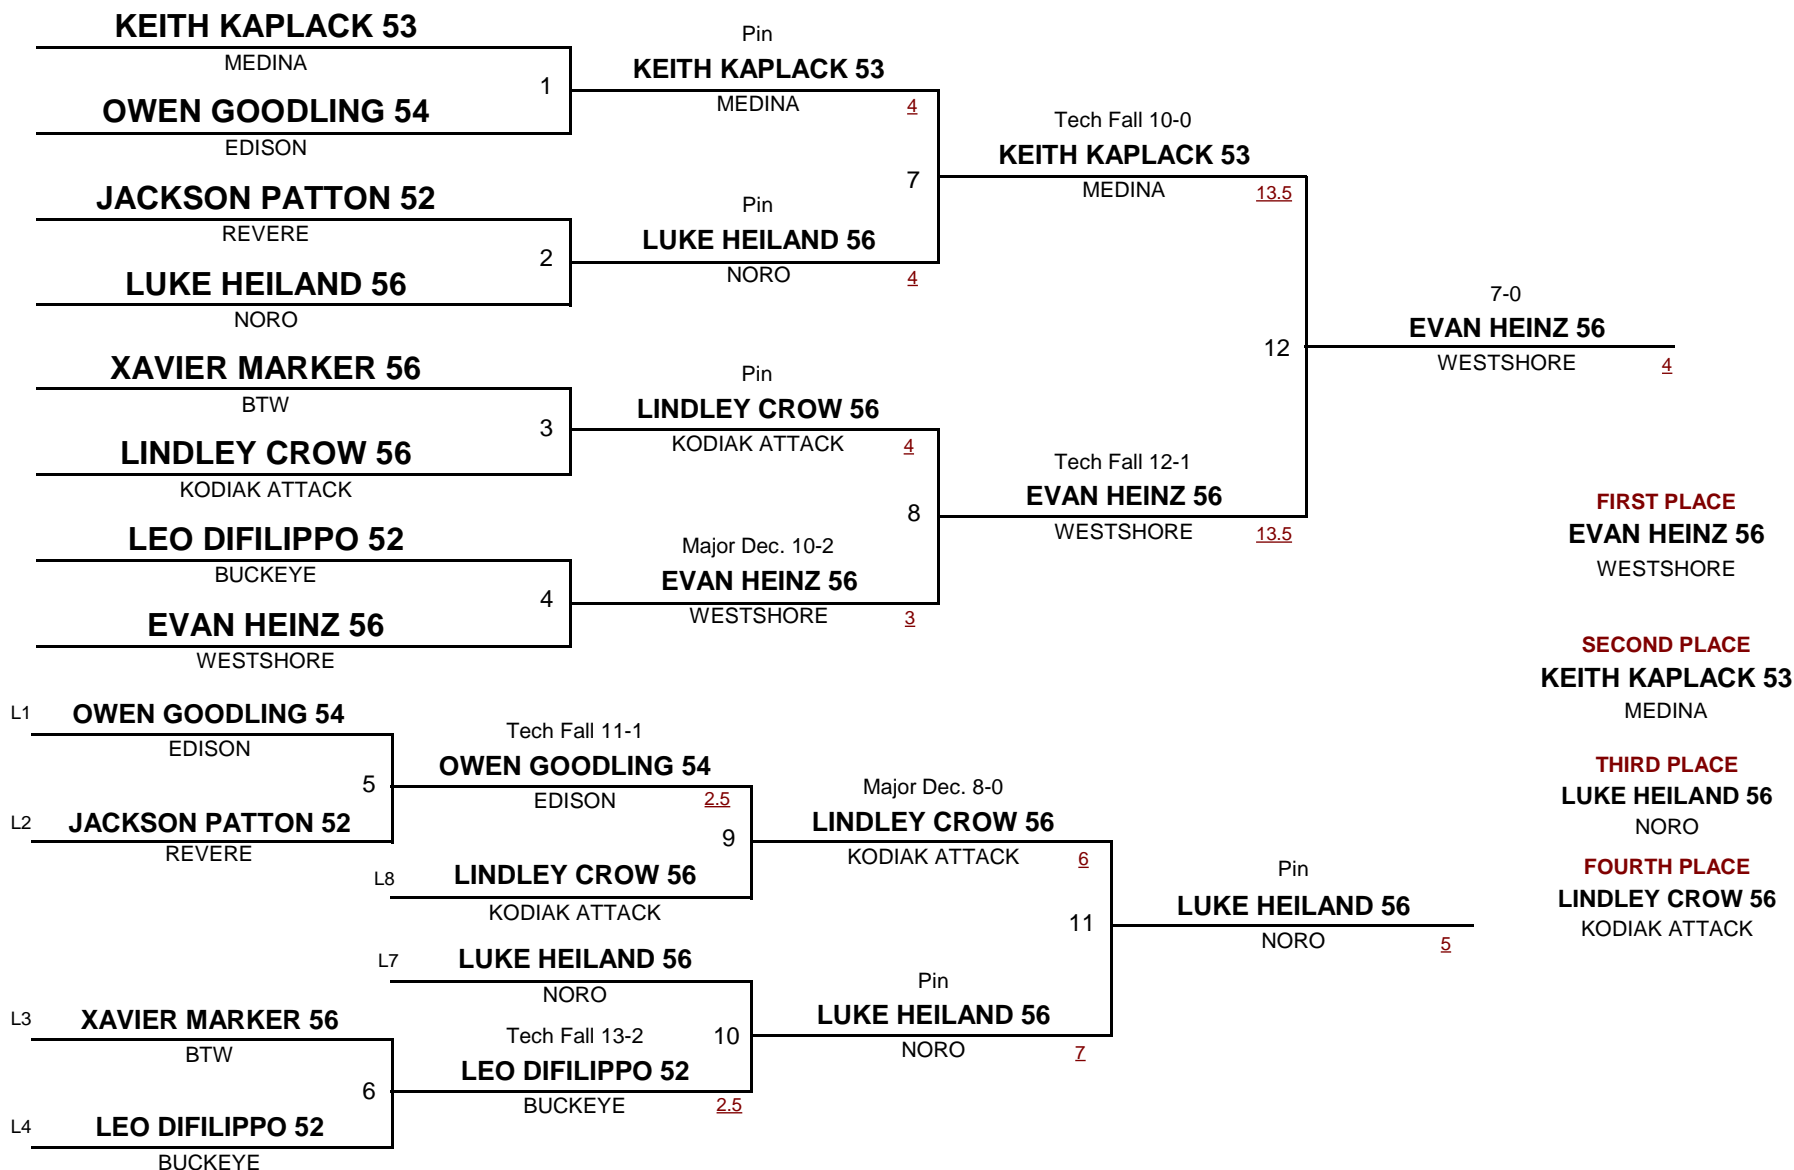 KEITH KAPLACK 53
MEDINA
1
OWEN GOODLING 54
EDISON
JACKSON PATTON 52
REVERE
2
LUKE HEILAND 56
NORO
XAVIER MARKER 56
BTW
3
LINDLEY CROW 56
KODIAK ATTACK
LEO DIFILIPPO 52
BUCKEYE
4
EVAN HEINZ 56
WESTSHORE
Pin
KEITH KAPLACK 53
MEDINA
4
7
Pin
LUKE HEILAND 56
NORO
4
Pin
LINDLEY CROW 56
KODIAK ATTACK
4
8
Major Dec. 10-2
EVAN HEINZ 56
WESTSHORE
3
Tech Fall 10-0
KEITH KAPLACK 53
MEDINA
13.5
12
Tech Fall 12-1
EVAN HEINZ 56
WESTSHORE
13.5
7-0
EVAN HEINZ 56
WESTSHORE
4
FIRST PLACE
EVAN HEINZ 56
WESTSHORE
SECOND PLACE
KEITH KAPLACK 53
MEDINA
THIRD PLACE
LUKE HEILAND 56
NORO
FOURTH PLACE
LINDLEY CROW 56
KODIAK ATTACK
L1 OWEN GOODLING 54
EDISON
5
L2 JACKSON PATTON 52
REVERE
L3 XAVIER MARKER 56
BTW
6
L4 LEO DIFILIPPO 52
BUCKEYE
Tech Fall 11-1
OWEN GOODLING 54
EDISON
2.5
9
L8 LINDLEY CROW 56
KODIAK ATTACK
L7 LUKE HEILAND 56
NORO
10
Tech Fall 13-2
LEO DIFILIPPO 52
BUCKEYE
2.5
Major Dec. 8-0
LINDLEY CROW 56
KODIAK ATTACK
6
11
Pin
LUKE HEILAND 56
NORO
7
Pin
LUKE HEILAND 56
NORO
5